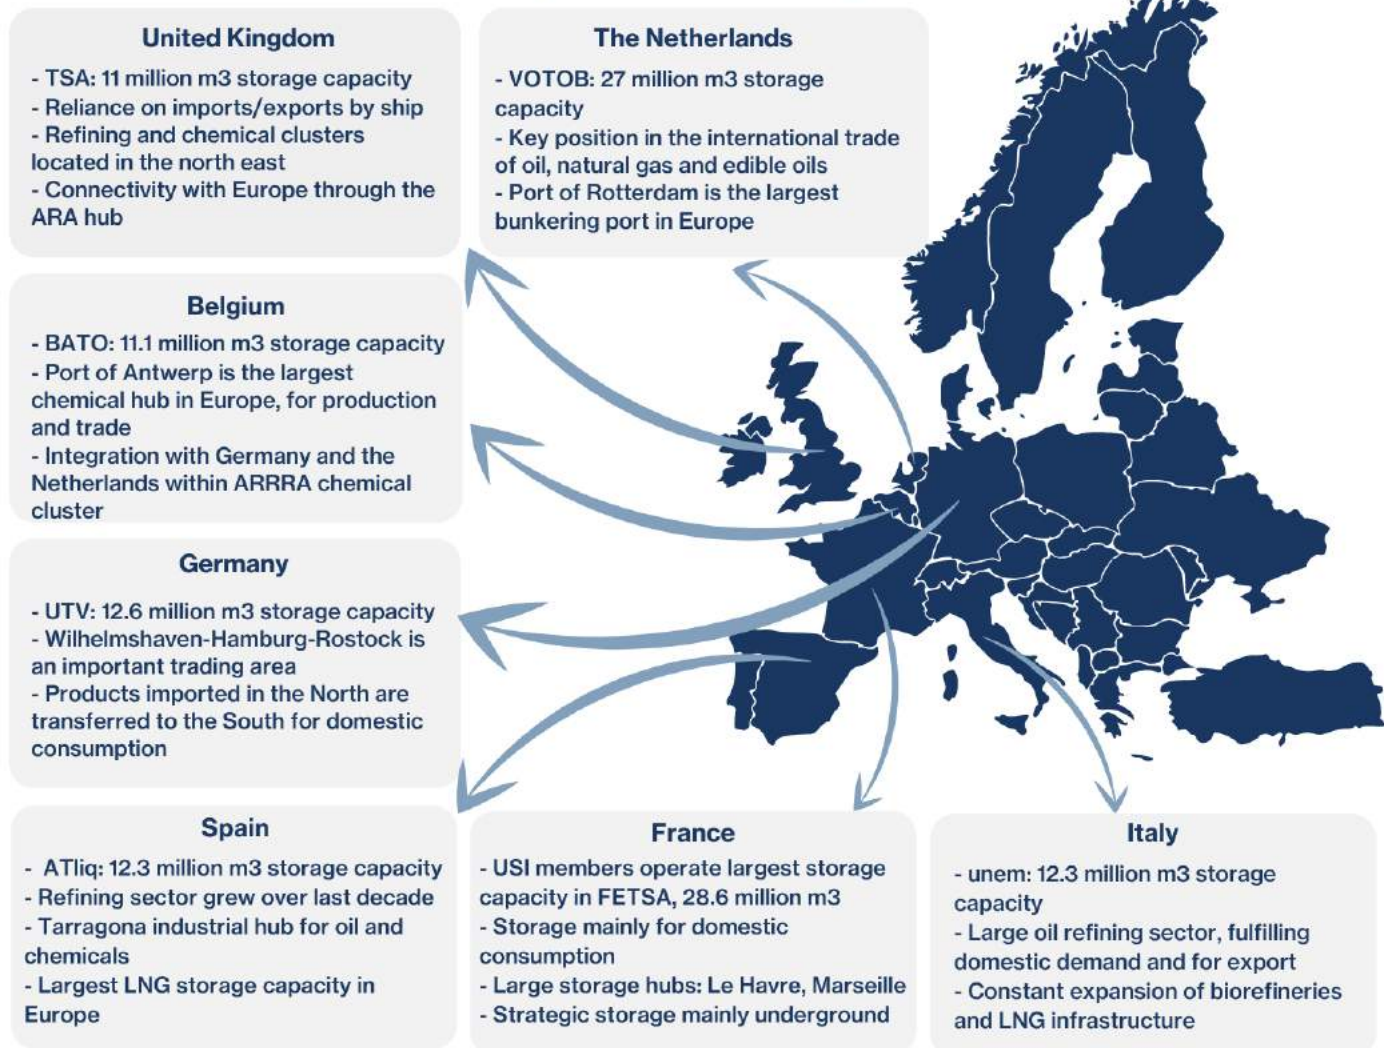 United Kingdom
- TSA: 11 million m3 storage capacity
- Reliance on imports/exports by ship
- Refining and chemical clusters
located in the north east
- Connectivity with Europe through the
ARA hub
The Netherlands
- VOTOB: 27 million m3 storage
capacity
- Key position in the international trade
of oil, natural gas and edible oils
- Port of Rotterdam is the largest
bunkering port in Europe
Belgium
- BATO: 11.1 million m3 storage capacity
- Port of Antwerp is the largest
chemical hub in Europe, for production
and trade
- Integration with Germany and the
Netherlands within ARRRA chemical
cluster
Germany
- UTV: 12.6 million m3 storage capacity
- Wilhelmshaven-Hamburg-Rostock is
an important trading area
- Products imported in the North are
transferred to the South for domestic
consumption
Spain
- ATliq: 12.3 million m3 storage capacity
- Refining sector grew over last decade
- Tarragona industrial hub for oil and
chemicals
- Largest LNG storage capacity in
Europe
France
- USI members operate largest storage
capacity in FETSA, 28.6 million m3
- Storage mainly for domestic
consumption
- Large storage hubs: Le Havre, Marseille
- Strategic storage mainly underground
Italy
- unem: 12.3 million m3 storage
capacity
- Large oil refining sector, fulfilling
domestic demand and for export
- Constant expansion of biorefineries
and LNG infrastructure